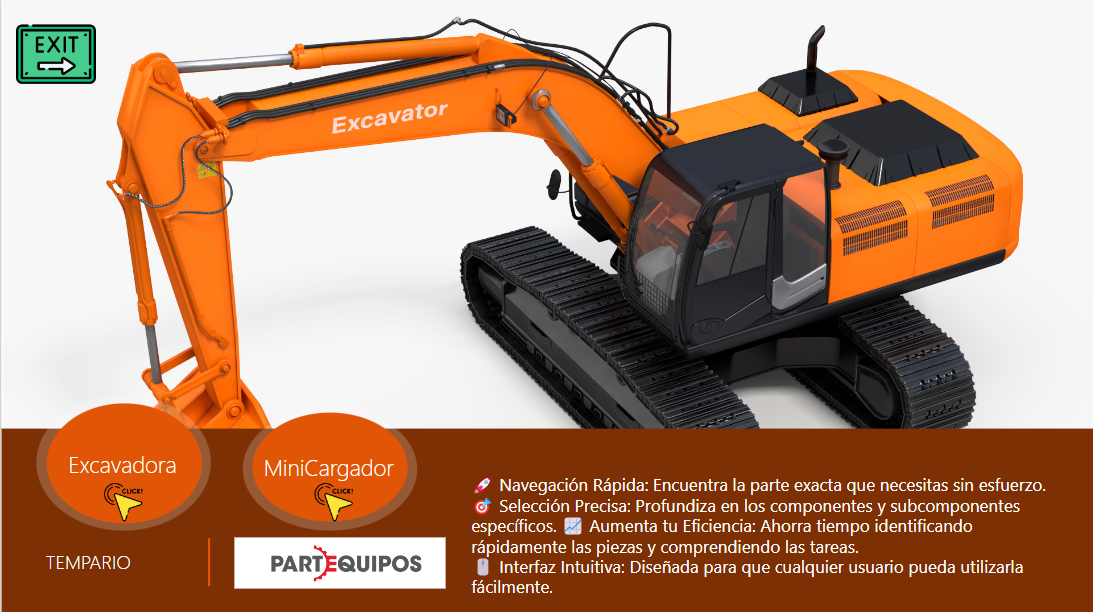 EXIT
Excavator
Excavadora
CLICK!
MiniCargador
CLICK!
🚀 Navegación Rápida: Encuentra la parte exacta que necesitas sin esfuerzo.
🎯 Selección Precisa: Profundiza en los componentes y subcomponentes
específicos. 📈 Aumenta tu Eficiencia: Ahorra tiempo identificando
rápidamente las piezas y comprendiendo las tareas.
🖱️ Interfaz Intuitiva: Diseñada para que cualquier usuario pueda utilizarla
fácilmente.
TEMPARIO
PARTEQUIPOS